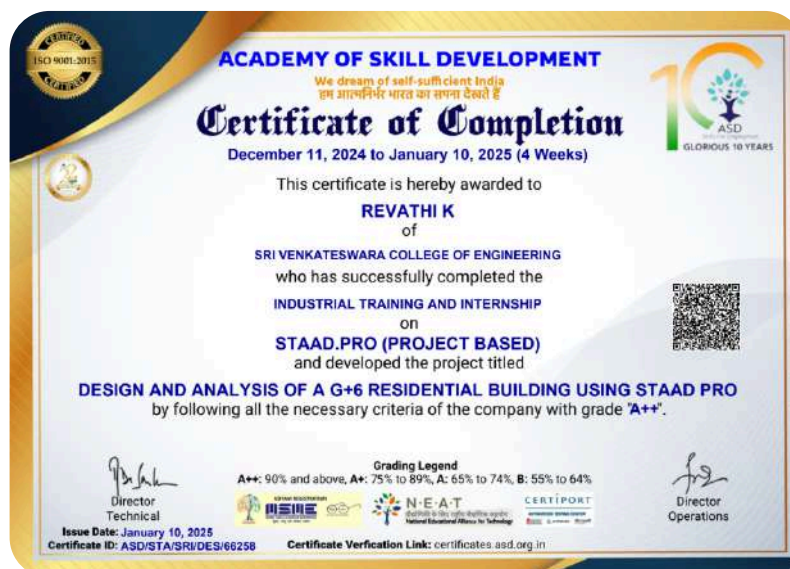 CERTIFIED
ISO 9001:2015
CERTIFIED
ACADEMY OF SKILL DEVELOPMENT
We dream of self-sufficient India
हम आत्मनिर्भर भारत का सपना देखते हैं
Certificate of Completion
December 11, 2024 to January 10, 2025 (4 Weeks)
ASD
GLORIOUS 10 YEARS
This certificate is hereby awarded to
REVATHI K
of
SRI VENKATESWARA COLLEGE OF ENGINEERING
who has successfully completed the
INDUSTRIAL TRAINING AND INTERNSHIP
on
STAAD.PRO (PROJECT BASED)
and developed the project titled
DESIGN AND ANALYSIS OF A G+6 RESIDENTIAL BUILDING USING STAAD PRO
by following all the necessary criteria of the company with grade "A++".
Grading Legend
A++: 90% and above, A+: 75% to 89%, A: 65% to 74%, B: 55% to 64%
Director
Technical
MSME
N·E·A·T
National Educational Alliance for Technology
CERTIPORT
Director
Operations
Issue Date: January 10, 2025
Certificate ID: ASD/STA/SRI/DES/66258
Certificate Verfication Link: certificates.asd.org.in